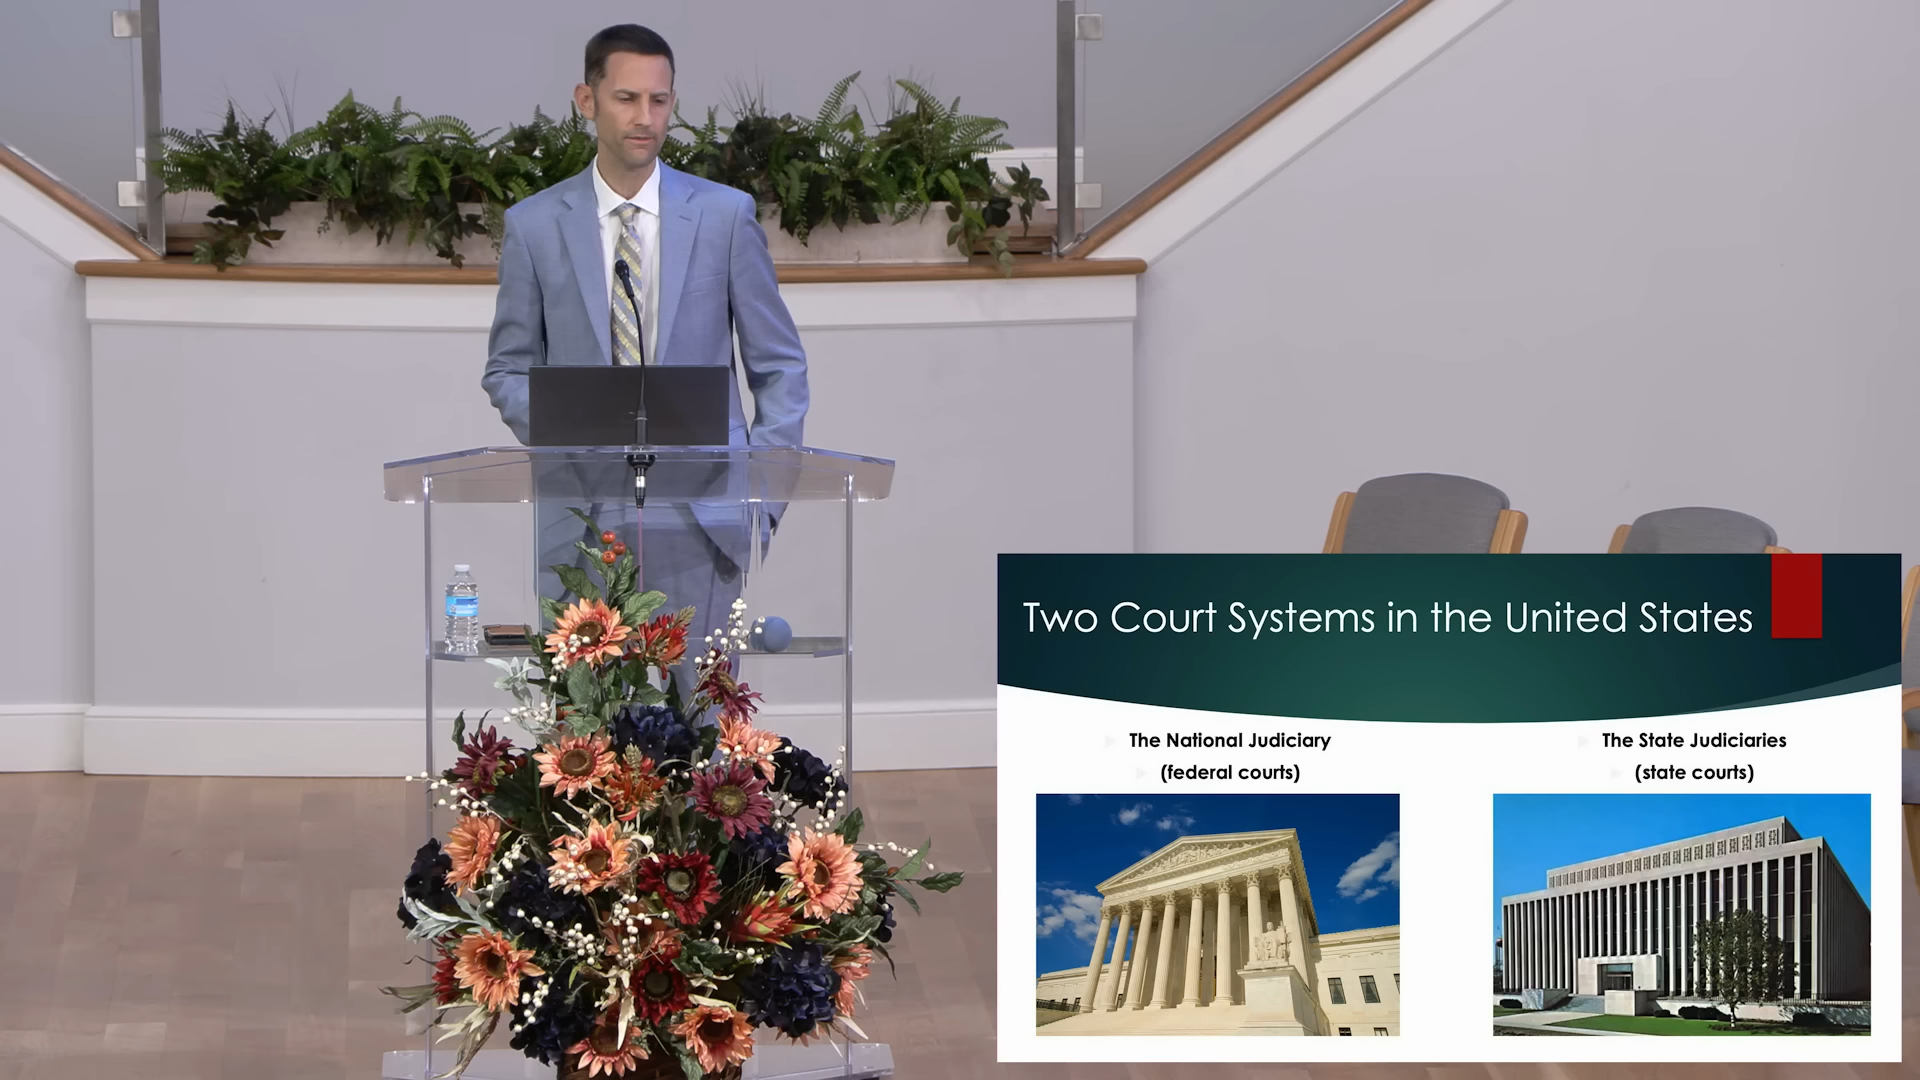 Two Court Systems in the United States
The National Judiciary
(federal courts)
The State Judiciaries
(state courts)